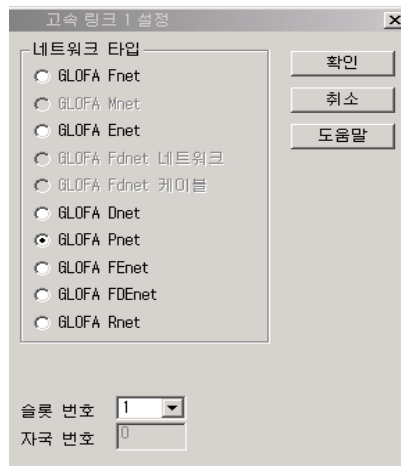 고속 링크 1 설정
네트워크 타입
GLOFA Fnet
GLOFA Mnet
GLOFA Enet
GLOFA Fdnet 네트워크
GLOFA Fdnet 케이블
GLOFA Dnet
GLOFA Pnet
GLOFA FEnet
GLOFA FDEnet
GLOFA Rnet
확인
취소
도움말
슬롯 번호 1
자국 번호 0